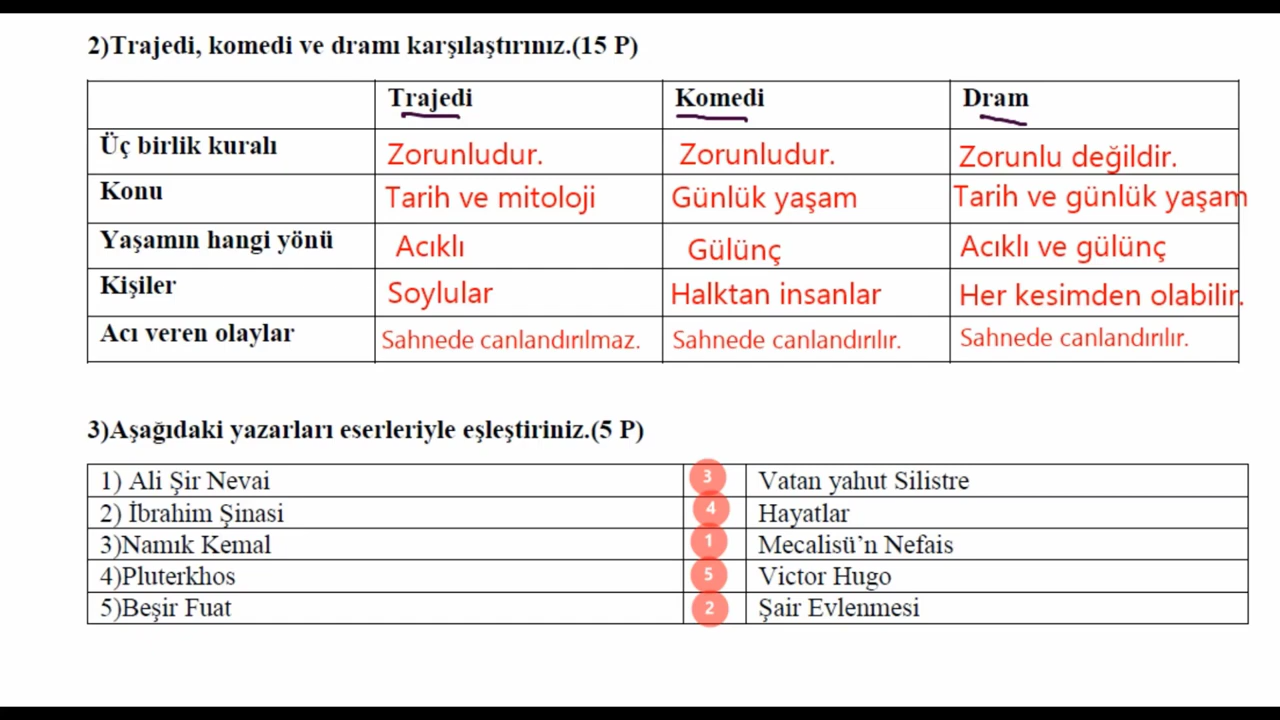 2)Trajedi, komedi ve dramı karşılaştırınız.(15 P)
Trajedi Komedi Dram
Üç birlik kuralı Zorunludur. Zorunludur. Zorunlu değildir.
Konu Tarih ve mitoloji Günlük yaşam Tarih ve günlük yaşam
Yaşamın hangi yönü Acıklı Gülünç Acıklı ve gülünç
Kişiler Soylular Halktan insanlar Her kesimden olabilir.
Acı veren olaylar Sahnede canlandırılmaz. Sahnede canlandırılır. Sahnede canlandırılır.
3)Aşağıdaki yazarları eserleriyle eşleştiriniz.(5 P)
1) Ali Şir Nevai 3 Vatan yahut Silistre
2) İbrahim Şinasi 4 Hayatlar
3)Namık Kemal 1 Mecalisü’n Nefais
4)Pluterkhos 5 Victor Hugo
5)Beşir Fuat 2 Şair Evlenmesi